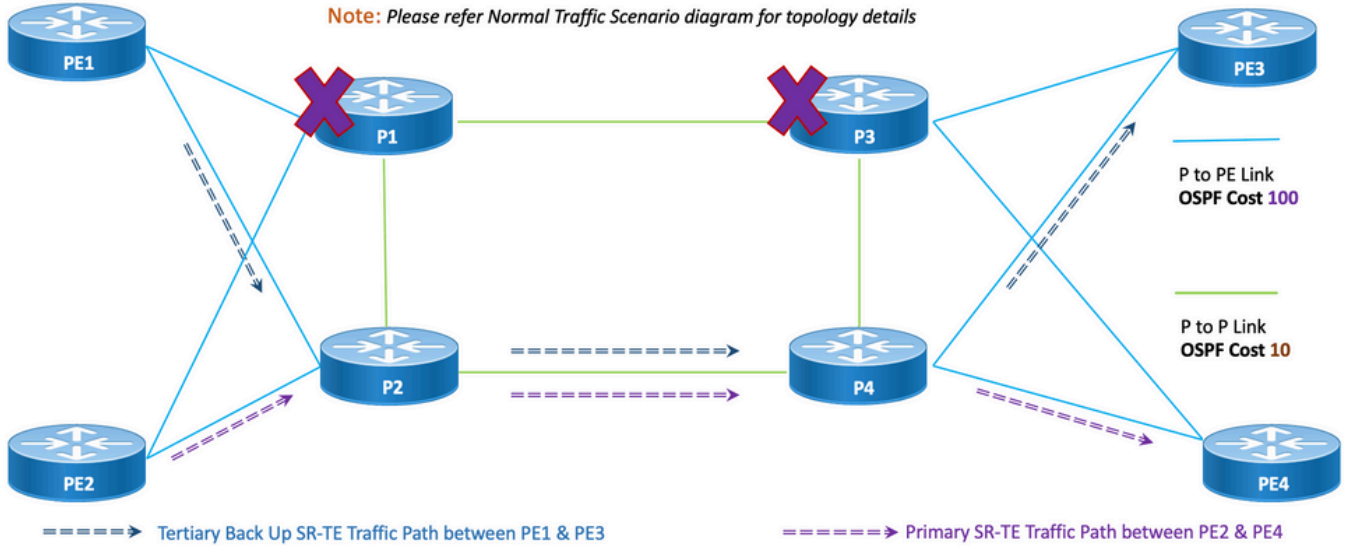 Note: Please refer Normal Traffic Scenario diagram for topology details
PE1
PE3
P1
P3
P to PE Link
OSPF Cost 100
P to P Link
OSPF Cost 10
P2
P4
PE2
PE4
Tertiary Back Up SR-TE Traffic Path between PE1 & PE3
Primary SR-TE Traffic Path between PE2 & PE4